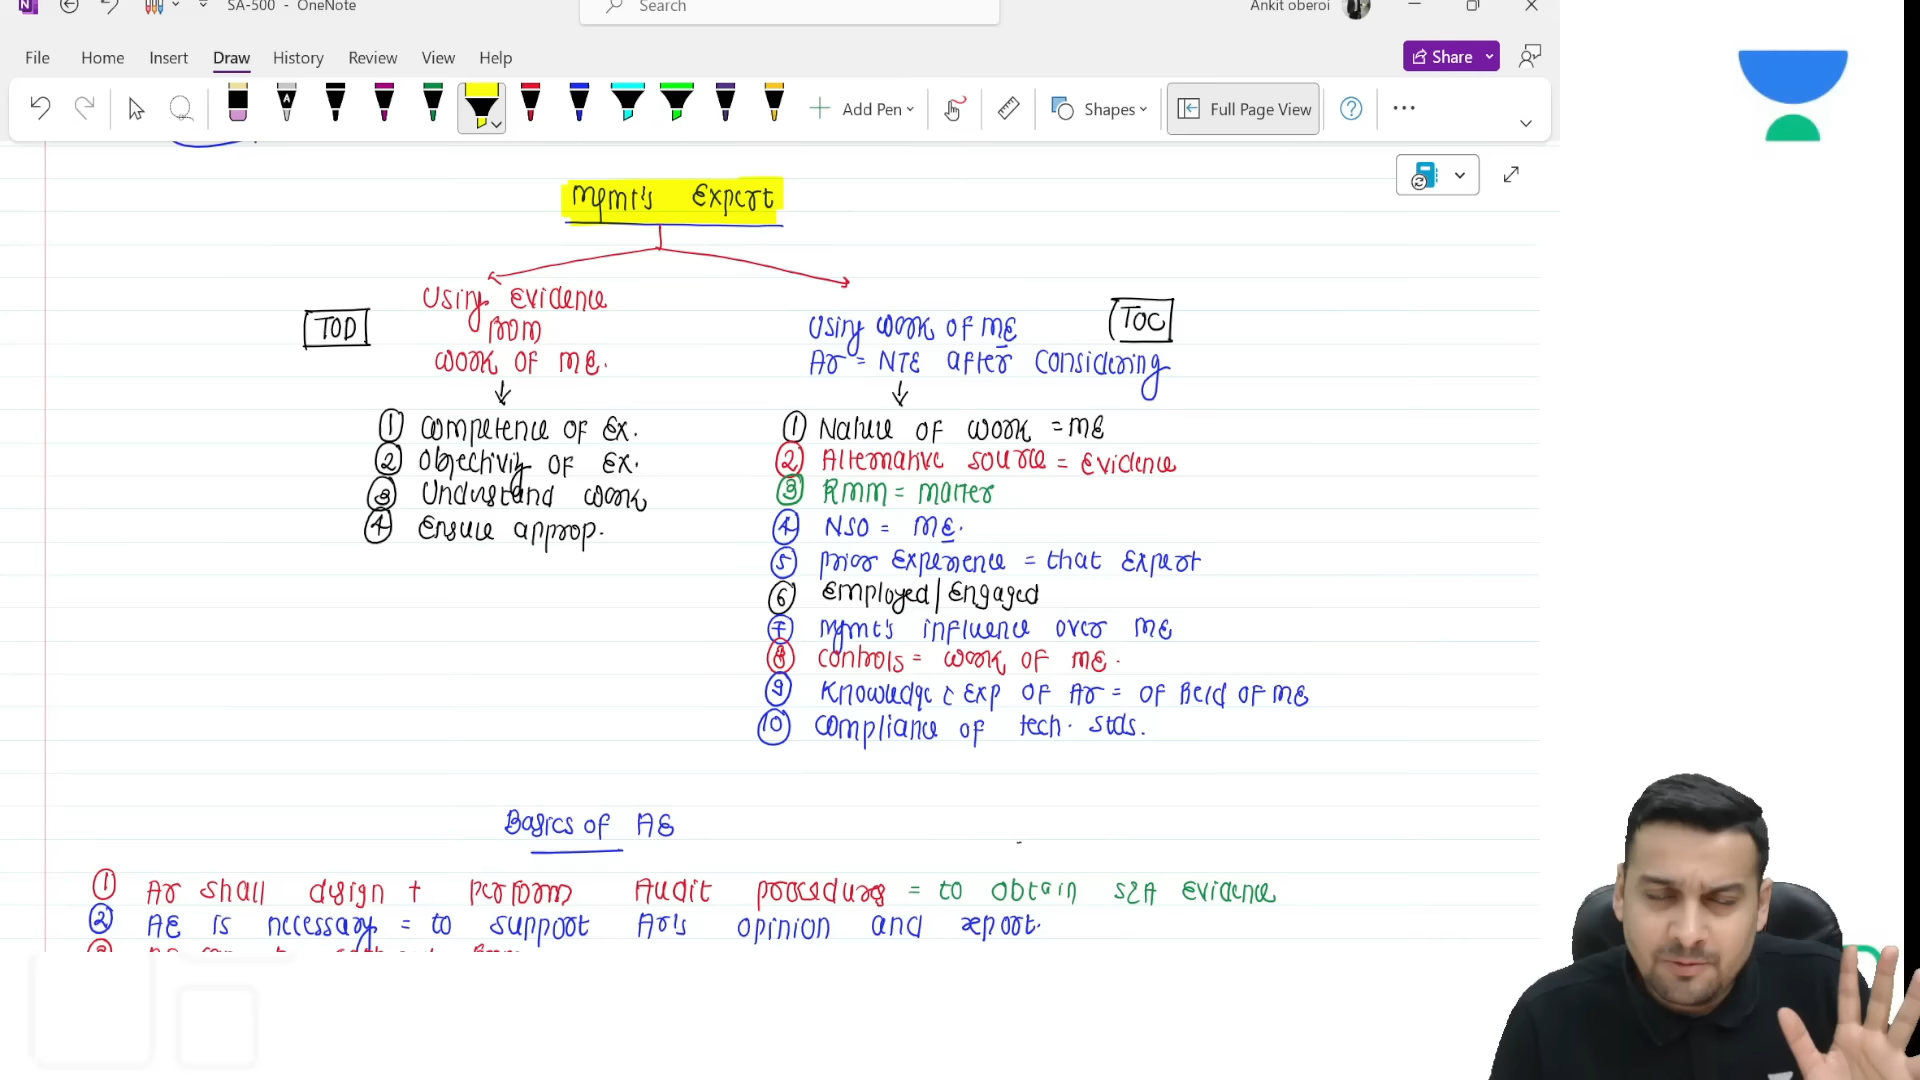 SA-500 - OneNote
Search
Ankit oberoi
File Home Insert Draw History Review View Help
Share
Add Pen
Shapes
Full Page View
Mgmt's Expert
TOD
Using Evidence
from
work of ME.
Using work of ME
Ar = NTE after Considering
TOC
① Competence of Ex.
② Objectivity of Ex.
③ Understand work
④ Ensure approp.
① Nature of work = ME
② Alternative source = Evidence
③ RMM = matter
④ NSO = ME.
⑤ prior Experience = that Expert
⑥ Employed/Engaged
⑦ Mgmt's influence over ME
⑧ controls = work of ME.
⑨ Knowledge & Exp of Ar = of field of ME
⑩ Compliance of tech. stds.
Basics of AE
① Ar shall design + perform Audit procedures = to obtain S&A Evidence
② AE is necessary = to support Ar's opinion and report.